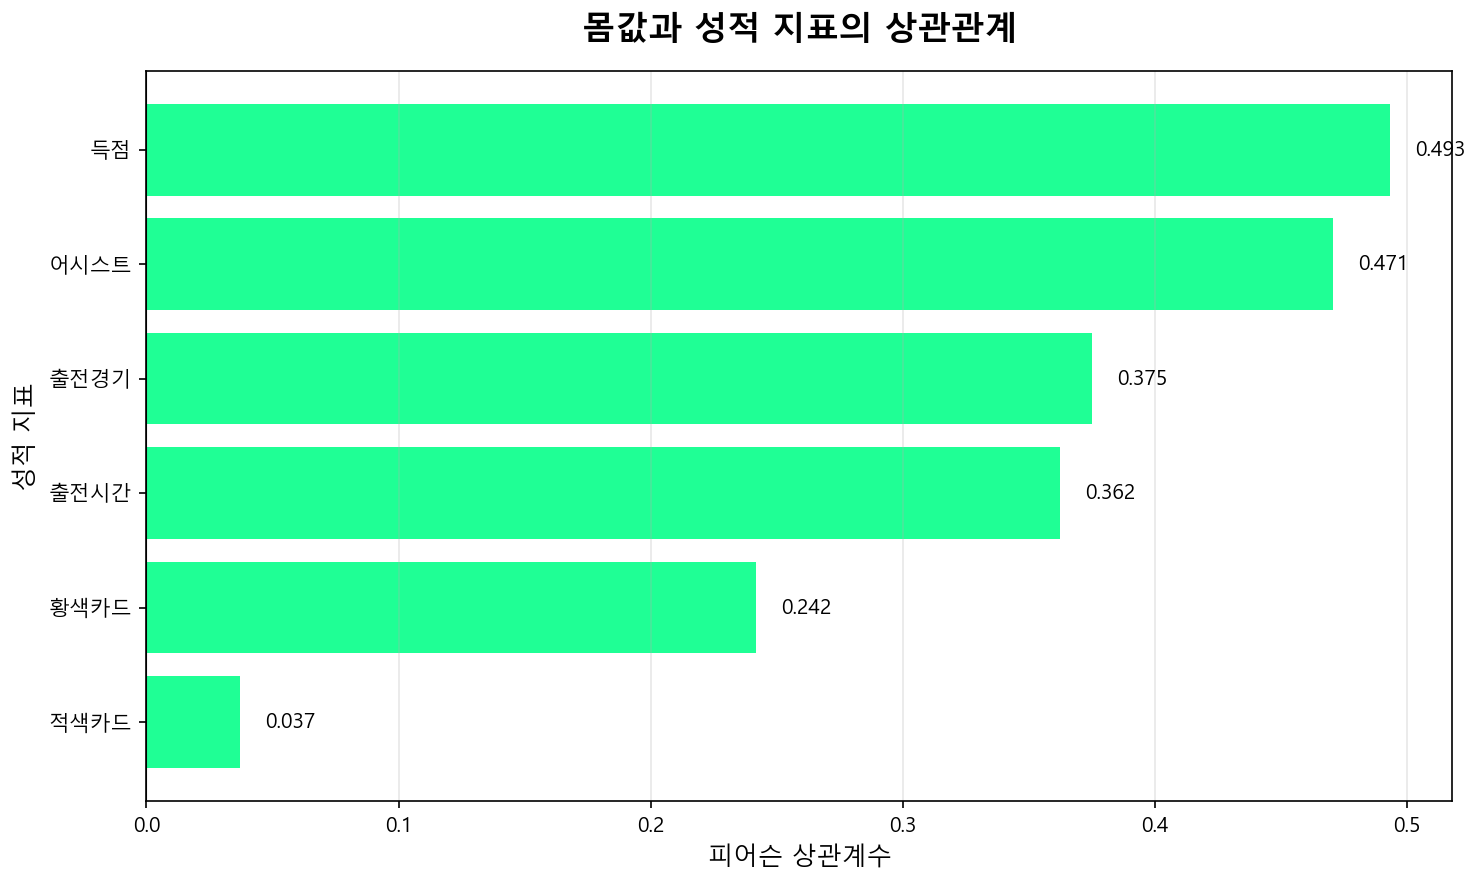 몸값과 성적 지표의 상관관계
성적 지표
득점
0.493
어시스트
0.471
출전경기
0.375
출전시간
0.362
황색카드
0.242
적색카드
0.037
0.0 0.1 0.2 0.3 0.4 0.5
피어슨 상관계수